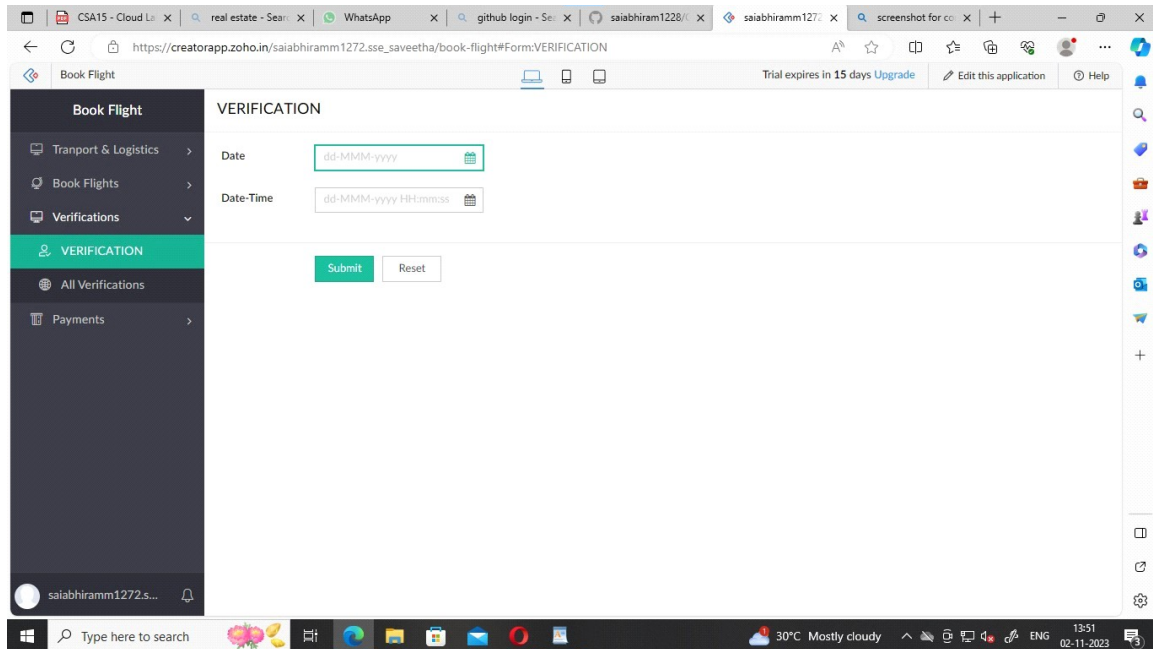 CSA15 - Cloud La
real estate - Searc
WhatsApp
github login - Sea
saiabhiram1228/C
saiabhiramm1272
screenshot for co
https://creatorapp.zoho.in/saiabhiramm1272.sse_saveetha/book-flight#Form:VERIFICATION
Book Flight
Trial expires in 15 days Upgrade
Edit this application
Help
Book Flight
Tranport & Logistics
Book Flights
Verifications
VERIFICATION
All Verifications
Payments
VERIFICATION
Date
dd-MMM-yyyy
Date-Time
dd-MMM-yyyy HH:mm:ss
Submit
Reset
saiabhiramm1272.s...
Type here to search
30°C Mostly cloudy
ENG
13:51
02-11-2023
3